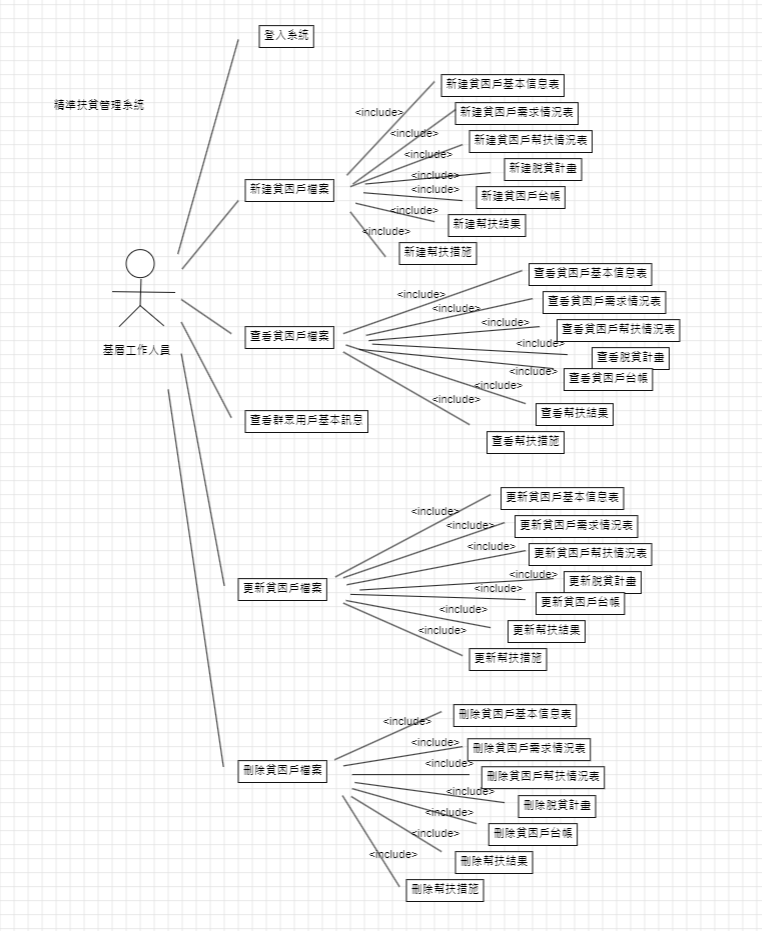 登入系統
精準扶貧管理系統
新建貧困戶基本信息表
<include>
新建貧困戶需求情況表
<include>
新建貧困戶幫扶情況表
<include>
新建脫貧計畫
<include>
新建貧困戶檔案
<include>
新建貧困戶台帳
<include>
新建幫扶結果
<include>
新建幫扶措施
查看貧困戶基本信息表
<include>
查看貧困戶需求情況表
<include>
查看貧困戶檔案
<include>
查看貧困戶幫扶情況表
<include>
查看脫貧計畫
基層工作人員
<include>
查看貧困戶台帳
<include>
查看幫扶結果
<include>
查看群眾用戶基本訊息
查看幫扶措施
更新貧困戶基本信息表
<include>
更新貧困戶需求情況表
<include>
更新貧困戶幫扶情況表
<include>
更新脫貧計畫
<include>
更新貧困戶檔案
<include>
更新貧困戶台帳
<include>
更新幫扶結果
<include>
更新幫扶措施
刪除貧困戶基本信息表
<include>
刪除貧困戶需求情況表
<include>
刪除貧困戶檔案
<include>
刪除貧困戶幫扶情況表
<include>
刪除脫貧計畫
<include>
刪除貧困戶台帳
<include>
刪除幫扶結果
<include>
刪除幫扶措施